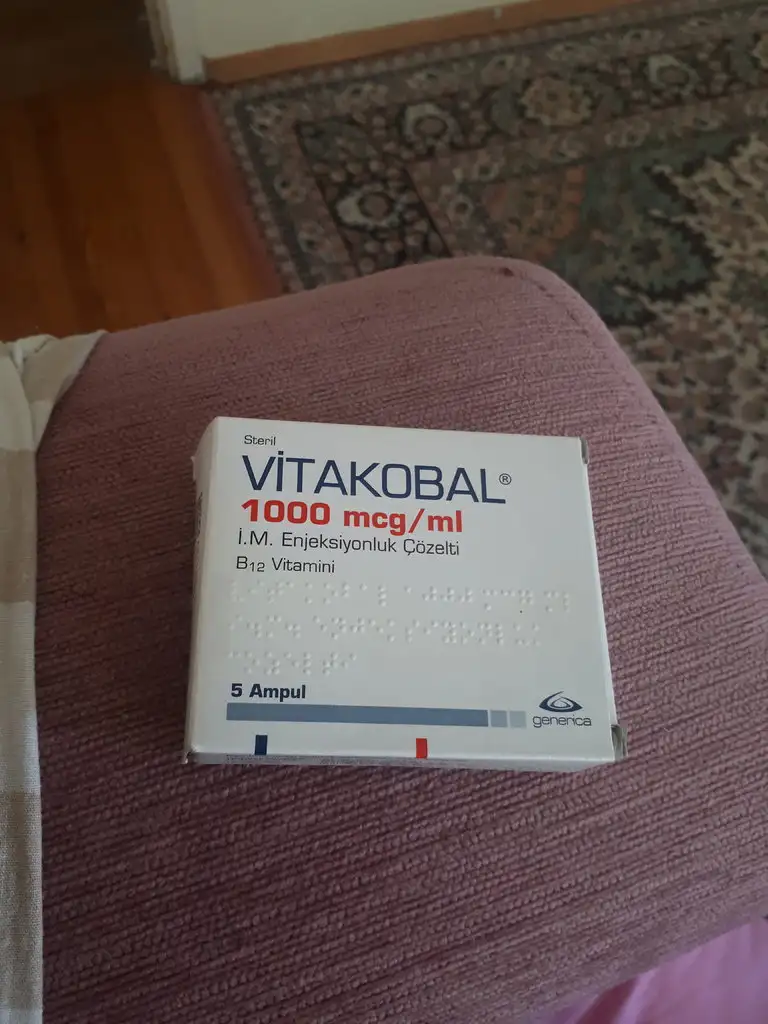 Steril
VİTAKOBAL®
1000 mcg/ml
İ.M. Enjeksiyonluk Çözelti
B₁₂ Vitamini
5 Ampul
generica